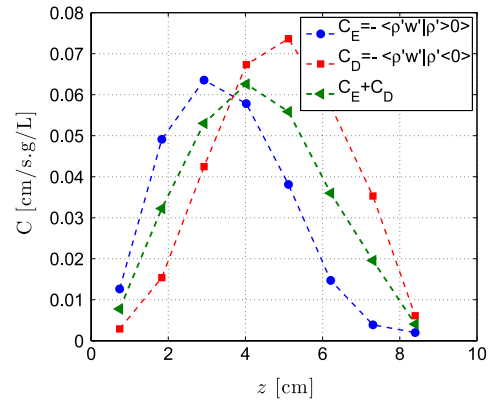 0.08
0.07
0.06
0.05
0.04
0.03
0.02
0.01
0
C [cm/s.g/L]
C_E=- <ρ'w'|ρ'>0>
C_D=- <ρ'w'|ρ'<0>
C_E+C_D
0 2 4 6 8 10
z [cm]